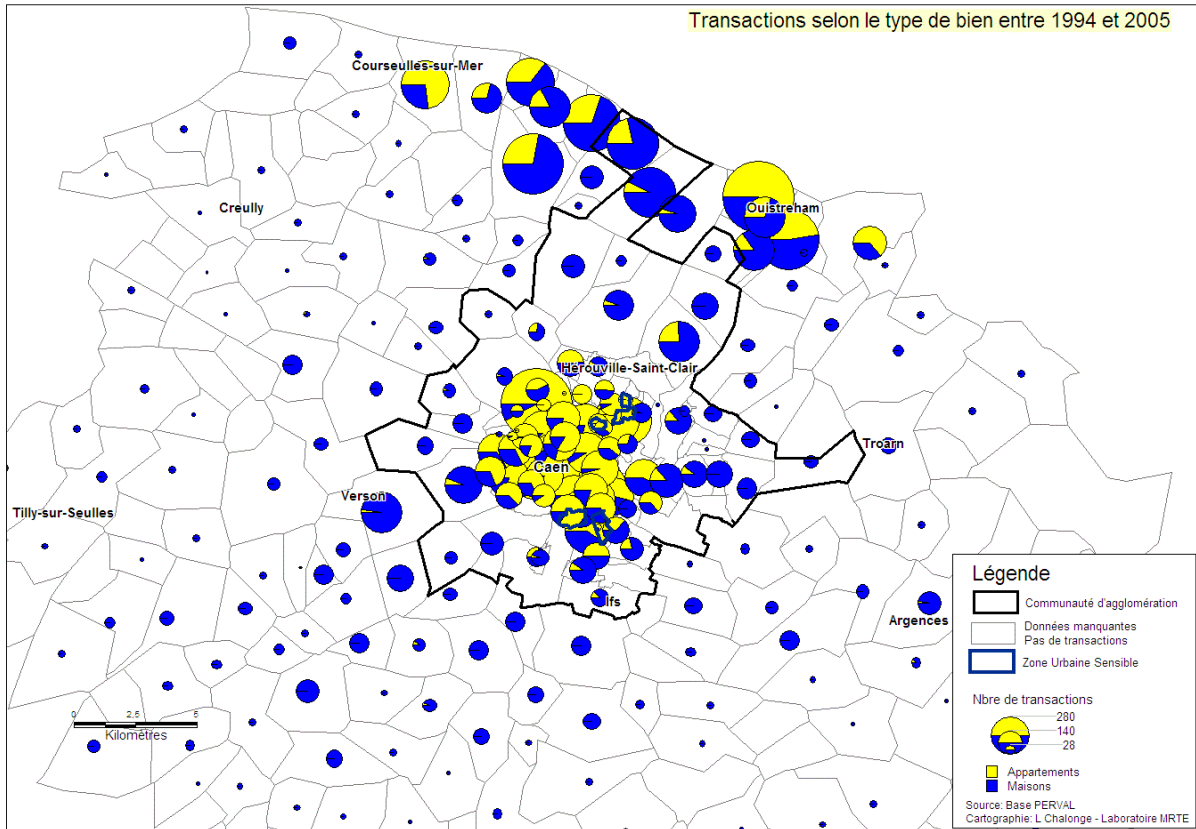 Transactions selon le type de bien entre 1994 et 2005
Courseulles-sur-Mer
Creully
Ouistreham
Hérouville-Saint-Clair
Troarn
Caen
Verson
Tilly-sur-Seulles
Ifs
Argences
0 2,5 5
Kilomètres
Légende
Communauté d'agglomération
Données manquantes
Pas de transactions
Zone Urbaine Sensible
Nbre de transactions
280
140
28
Appartements
Maisons
Source: Base PERVAL
Cartographie: L Chalonge - Laboratoire MRTE